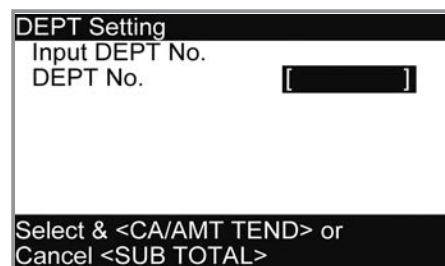 DEPT Setting
Input DEPT No.
DEPT No. [ ]
Select & <CA/AMT TEND> or
Cancel <SUB TOTAL>